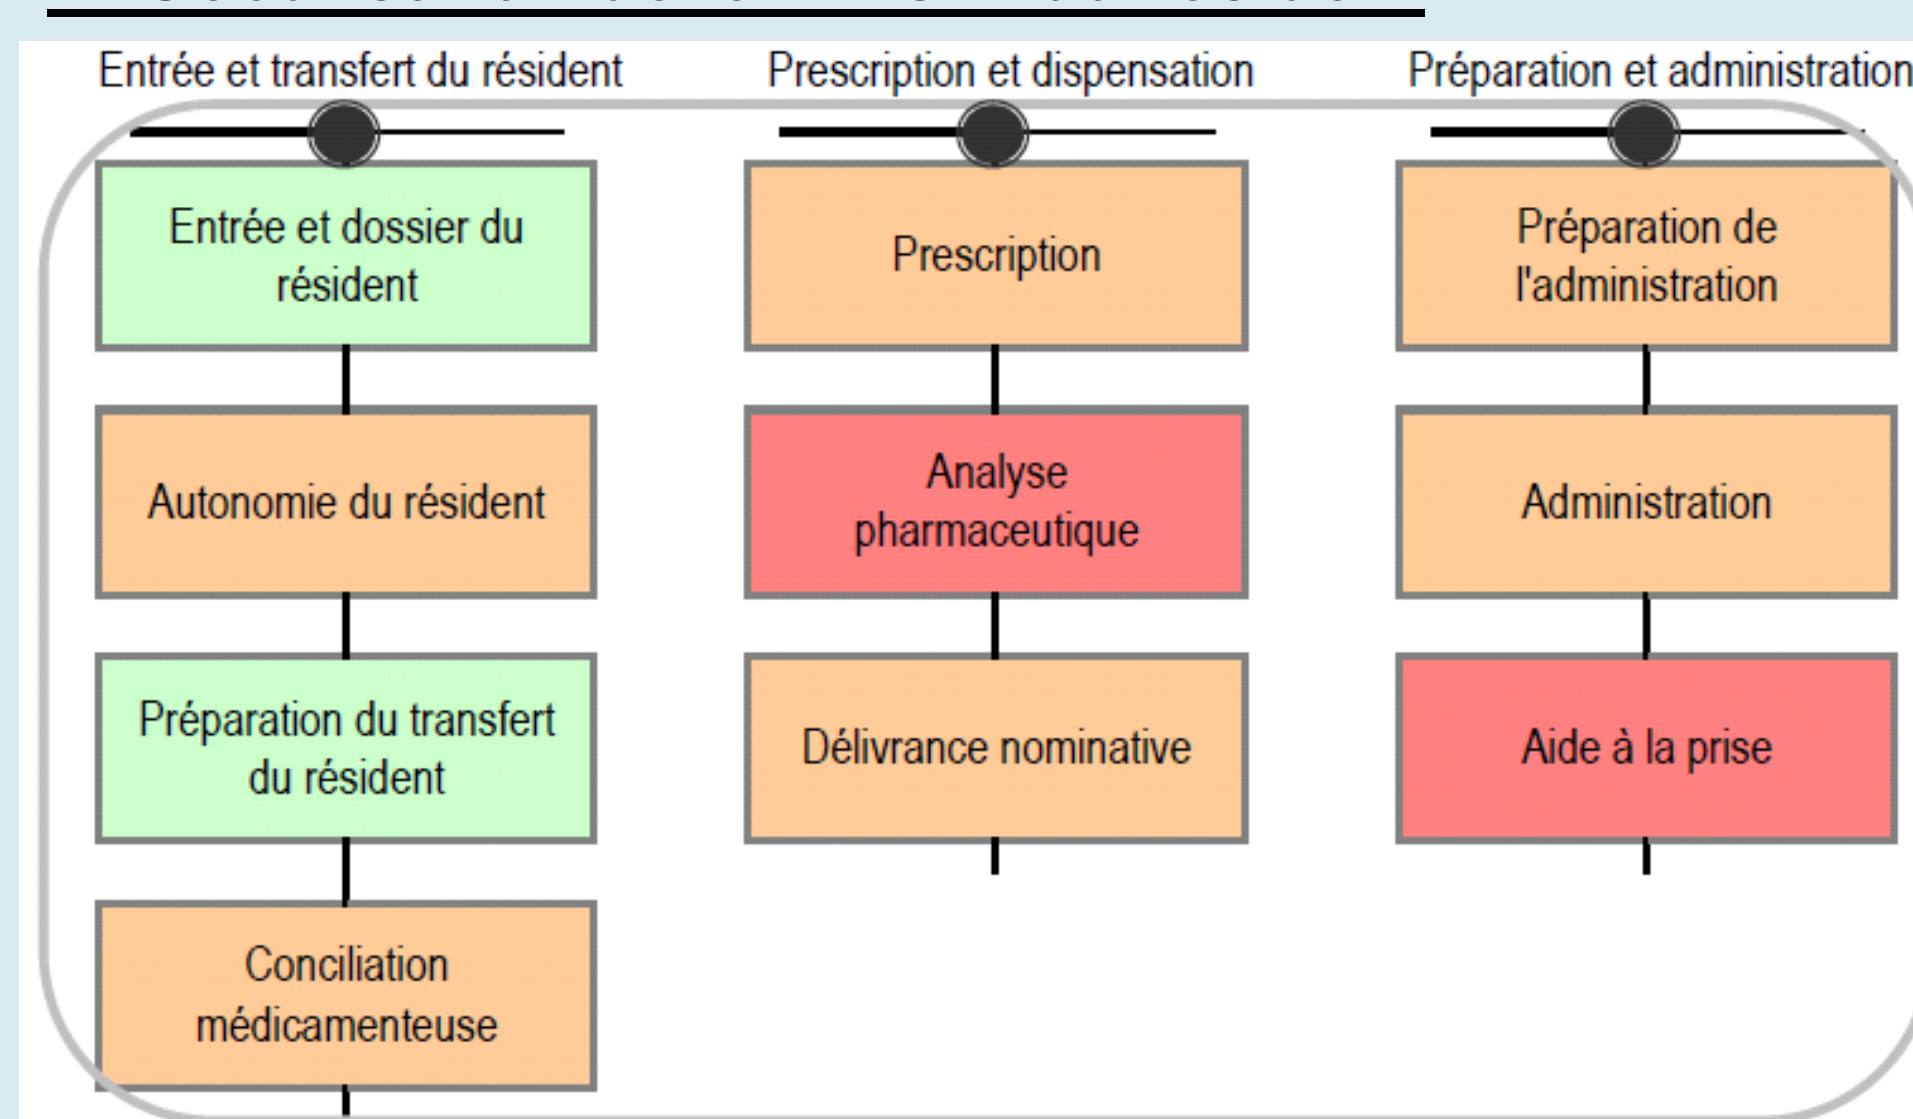 Entrée et transfert du résident
Entrée et dossier du
résident
Autonomie du résident
Préparation du transfert
du résident
Conciliation
médicamenteuse
Prescription et dispensation
Prescription
Analyse
pharmaceutique
Délivrance nominative
Préparation et administration
Préparation de
l'administration
Administration
Aide à la prise